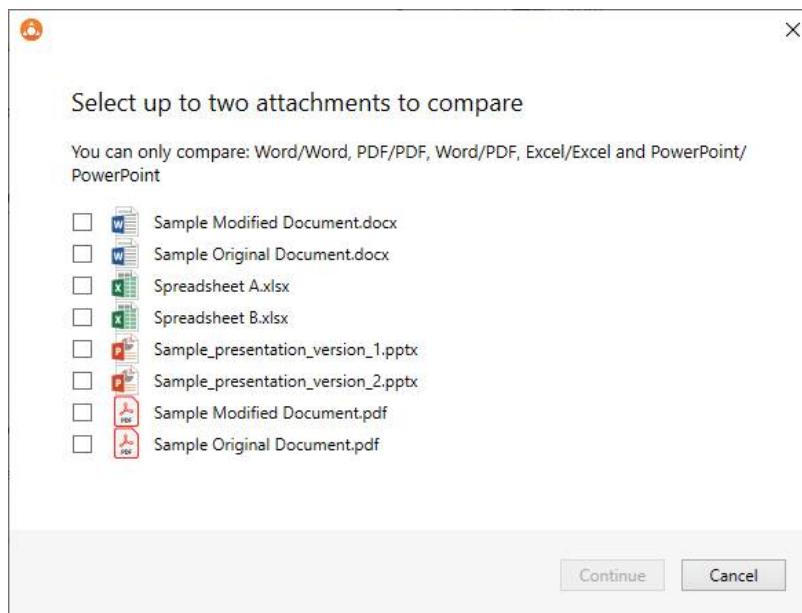 Select up to two attachments to compare
You can only compare: Word/Word, PDF/PDF, Word/PDF, Excel/Excel and PowerPoint/
PowerPoint
Sample Modified Document.docx
Sample Original Document.docx
Spreadsheet A.xlsx
Spreadsheet B.xlsx
Sample_presentation_version_1.pptx
Sample_presentation_version_2.pptx
PDF Sample Modified Document.pdf
PDF Sample Original Document.pdf
Continue Cancel